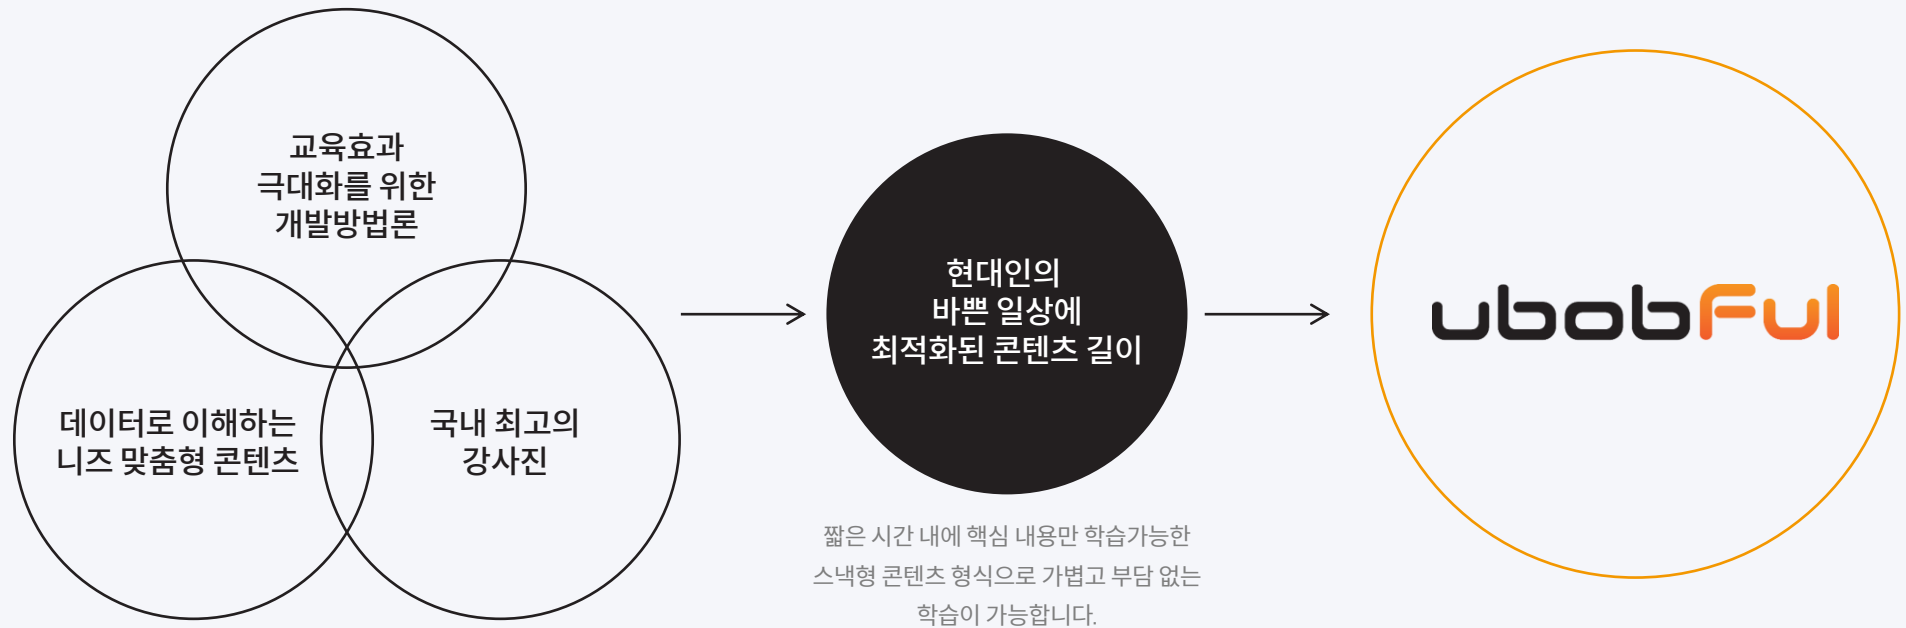 교육효과
극대화를 위한
개발방법론
데이터로 이해하는
니즈 맞춤형 콘텐츠
국내 최고의
강사진
현대인의
바쁜 일상에
최적화된 콘텐츠 길이
짧은 시간 내에 핵심 내용만 학습가능한
스낵형 콘텐츠 형식으로 가볍고 부담 없는
학습이 가능합니다.
ubobFul